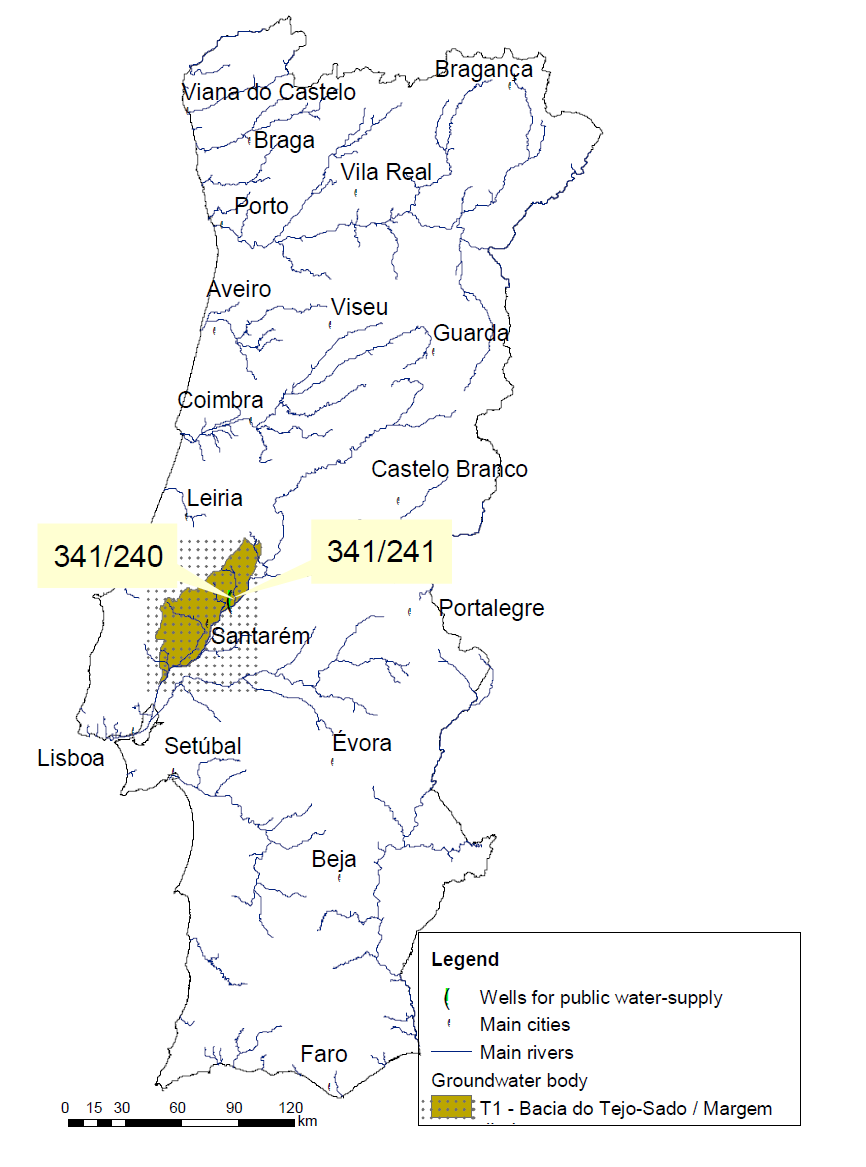 Bragança
Viana do Castelo
Braga
Vila Real
Porto
Aveiro
Viseu
Guarda
Coimbra
Castelo Branco
Leiria
341/240
341/241
Portalegre
Santarém
Évora
Setúbal
Lisboa
Beja
Legend
Wells for public water-supply
Main cities
Main rivers
Faro
Groundwater body
T1 - Bacia do Tejo-Sado / Margem
0 15 30 60 90 120
km